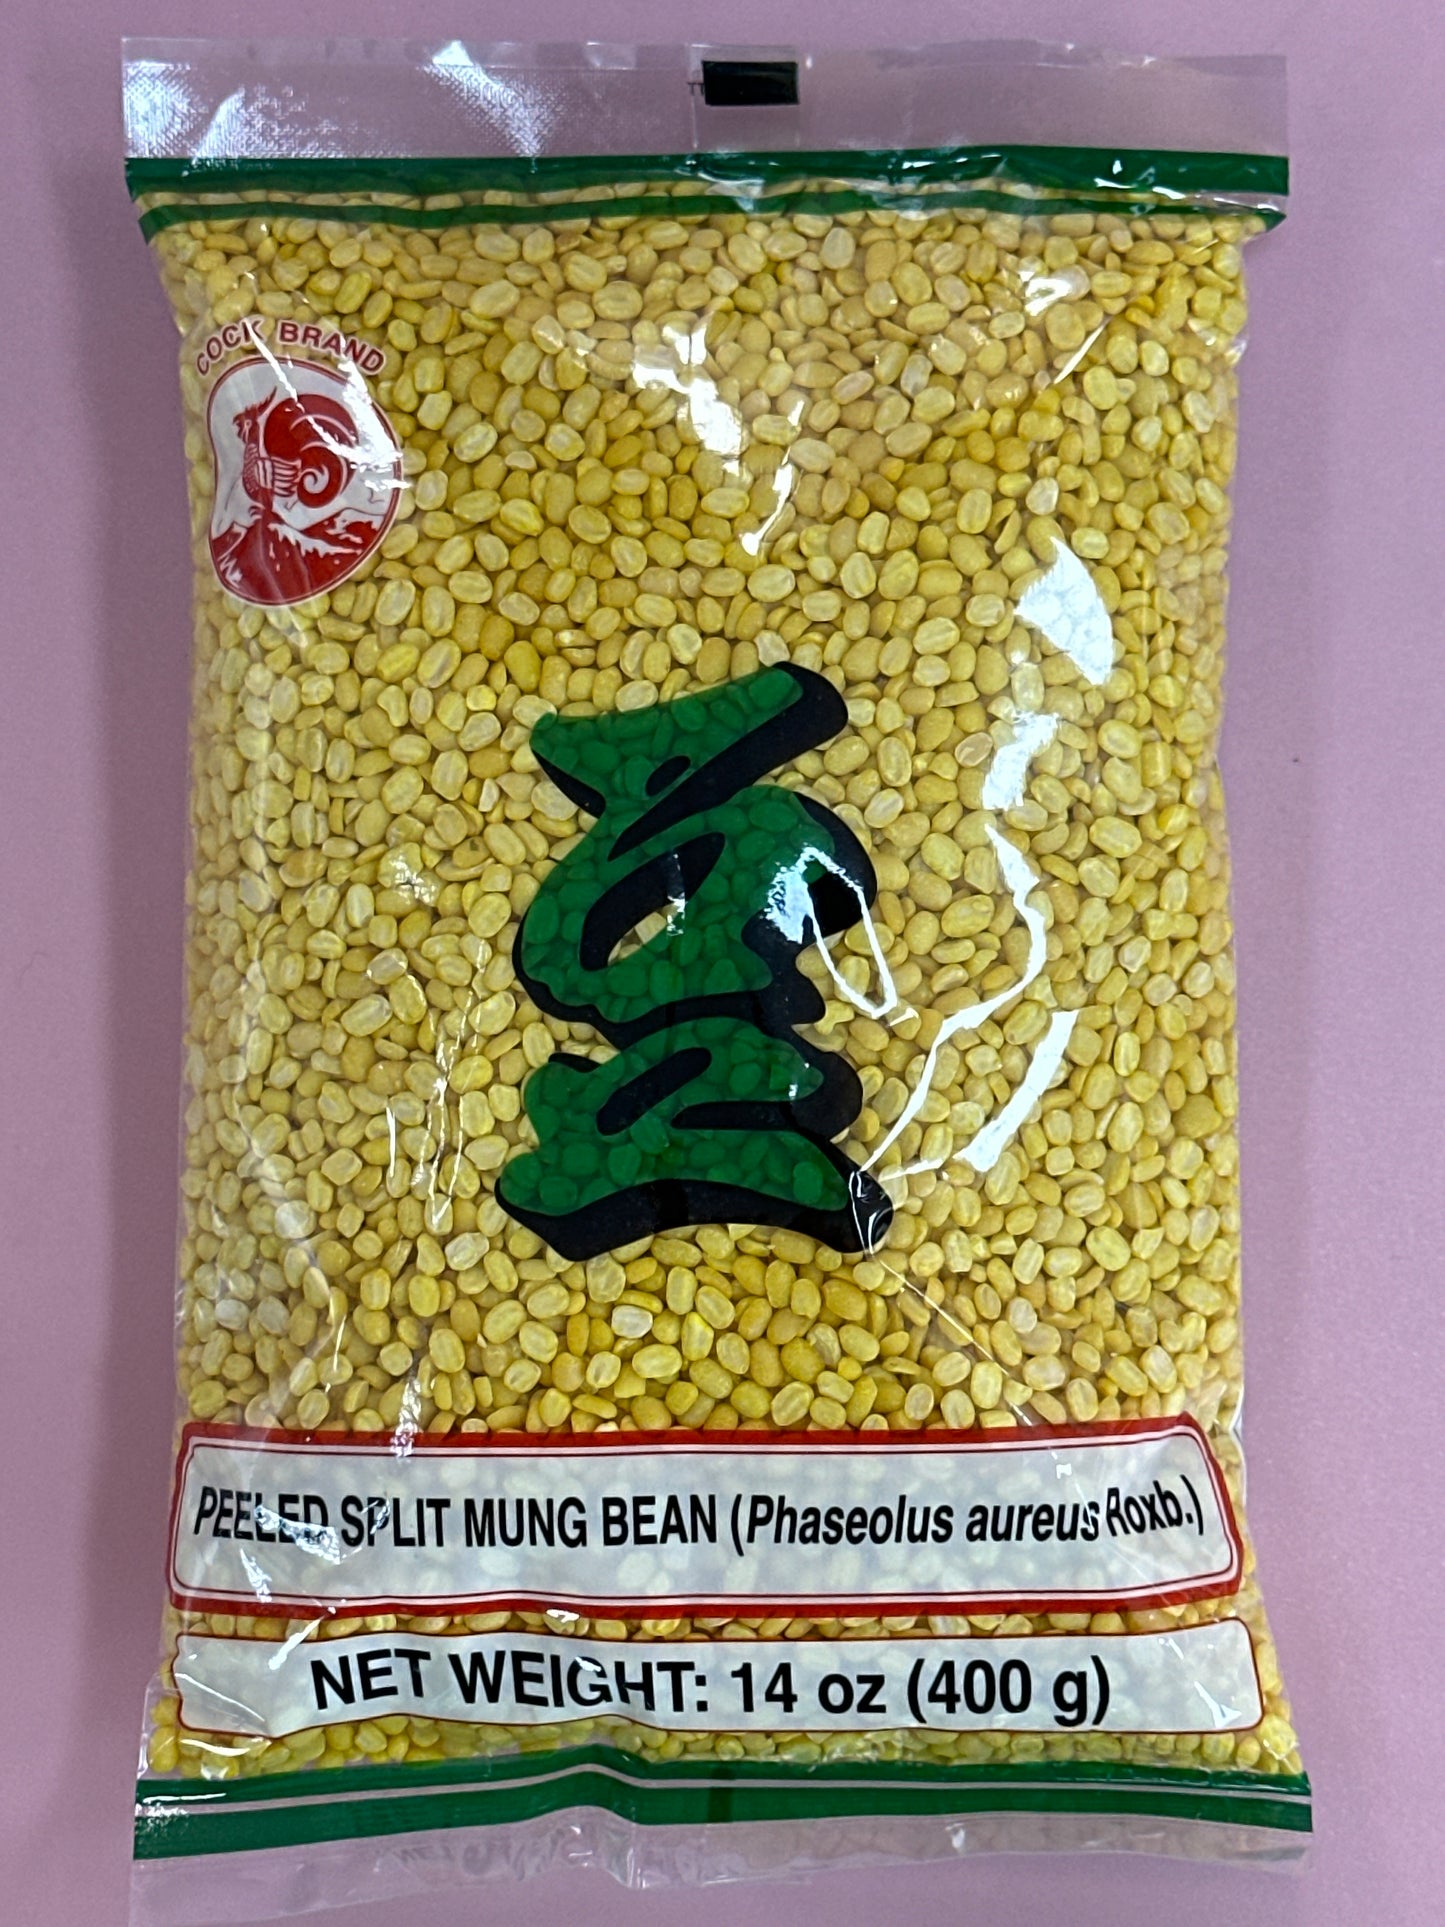 COCK BRAND
豆
PEELED SPLIT MUNG BEAN (Phaseolus aureus Roxb.)
NET WEIGHT: 14 oz (400 g)